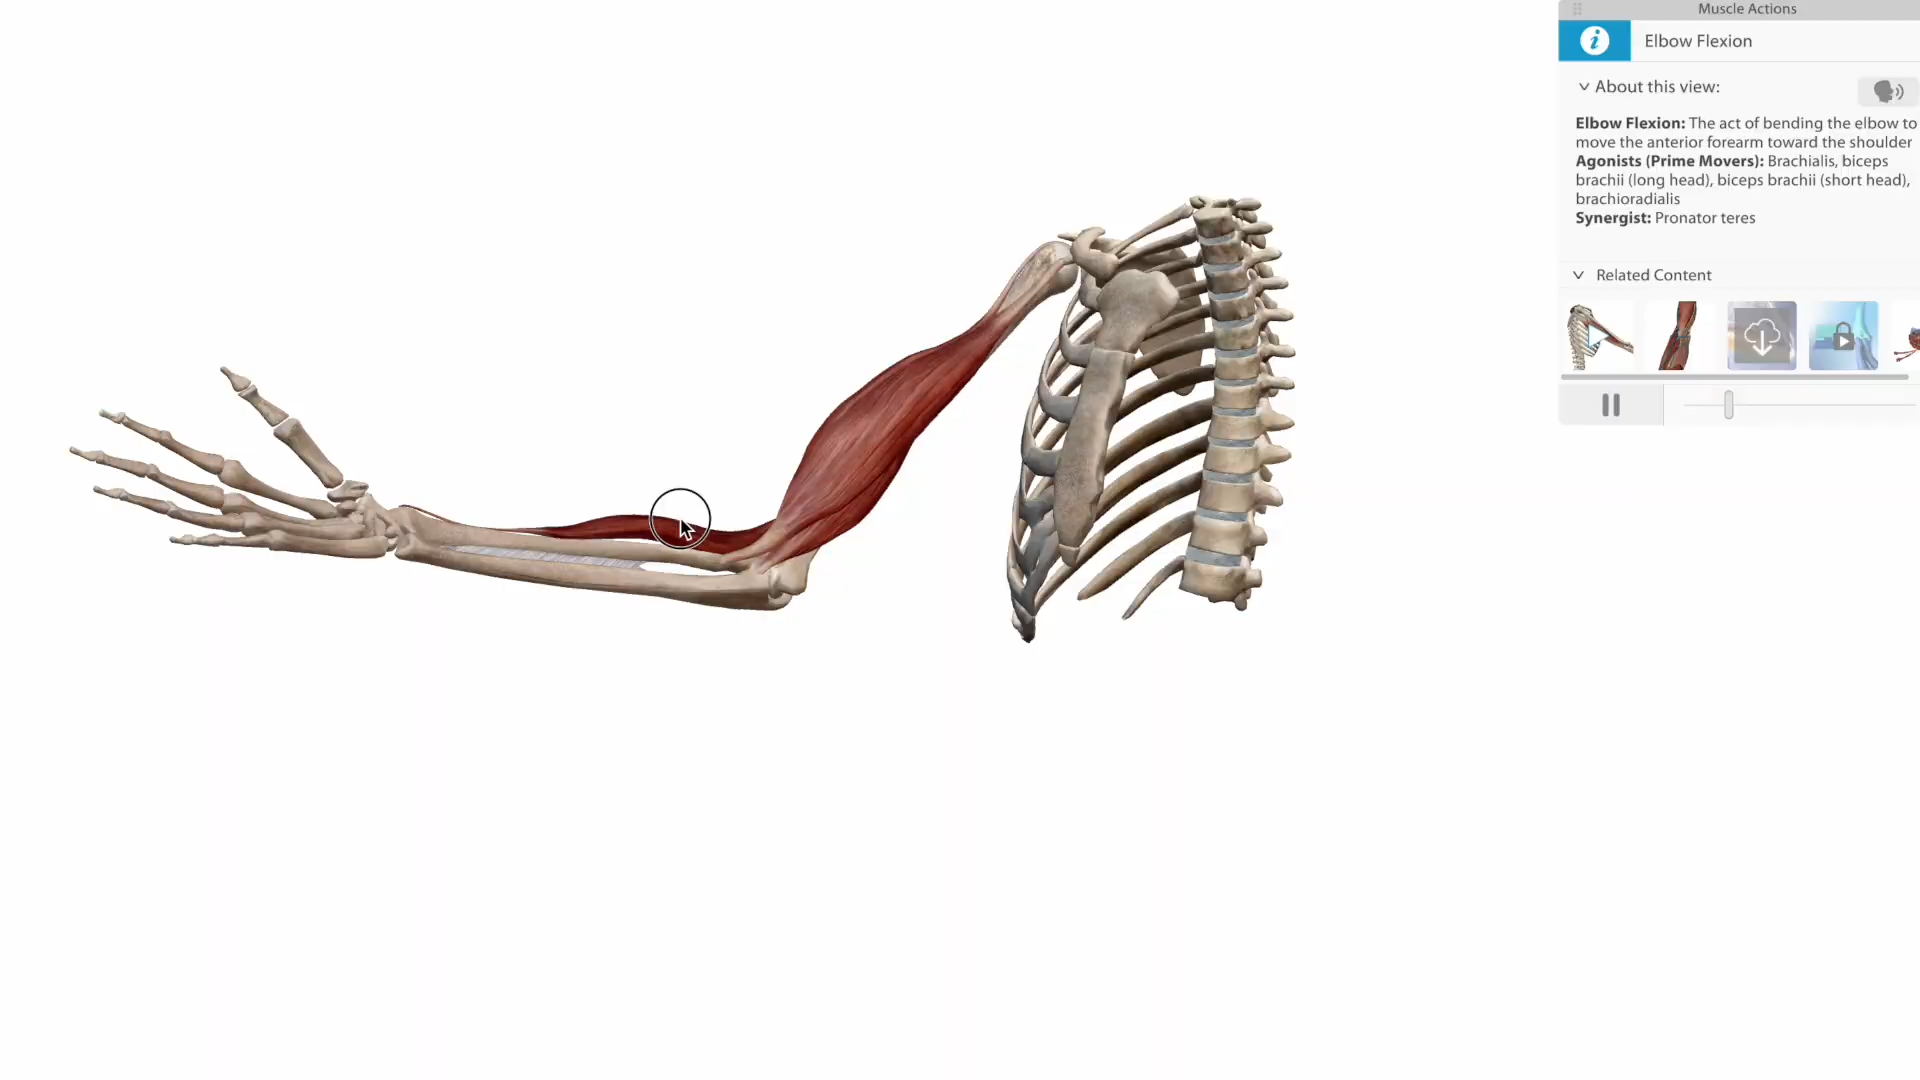 Muscle Actions
Elbow Flexion
About this view:
Elbow Flexion: The act of bending the elbow to
move the anterior forearm toward the shoulder
Agonists (Prime Movers): Brachialis, biceps
brachii (long head), biceps brachii (short head),
brachioradialis
Synergist: Pronator teres
Related Content